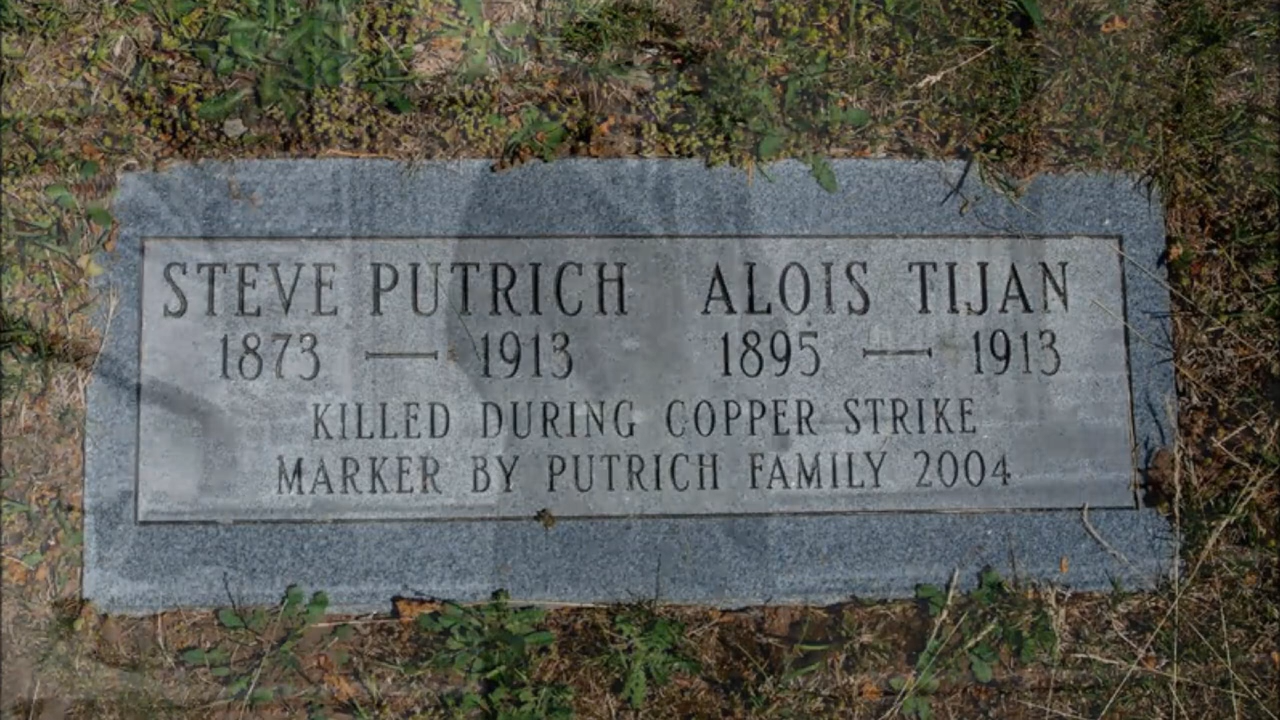 STEVE PUTRICH ALOIS TIJAN
1873 — 1913 1895 — 1913
KILLED DURING COPPER STRIKE
MARKER BY PUTRICH FAMILY 2004